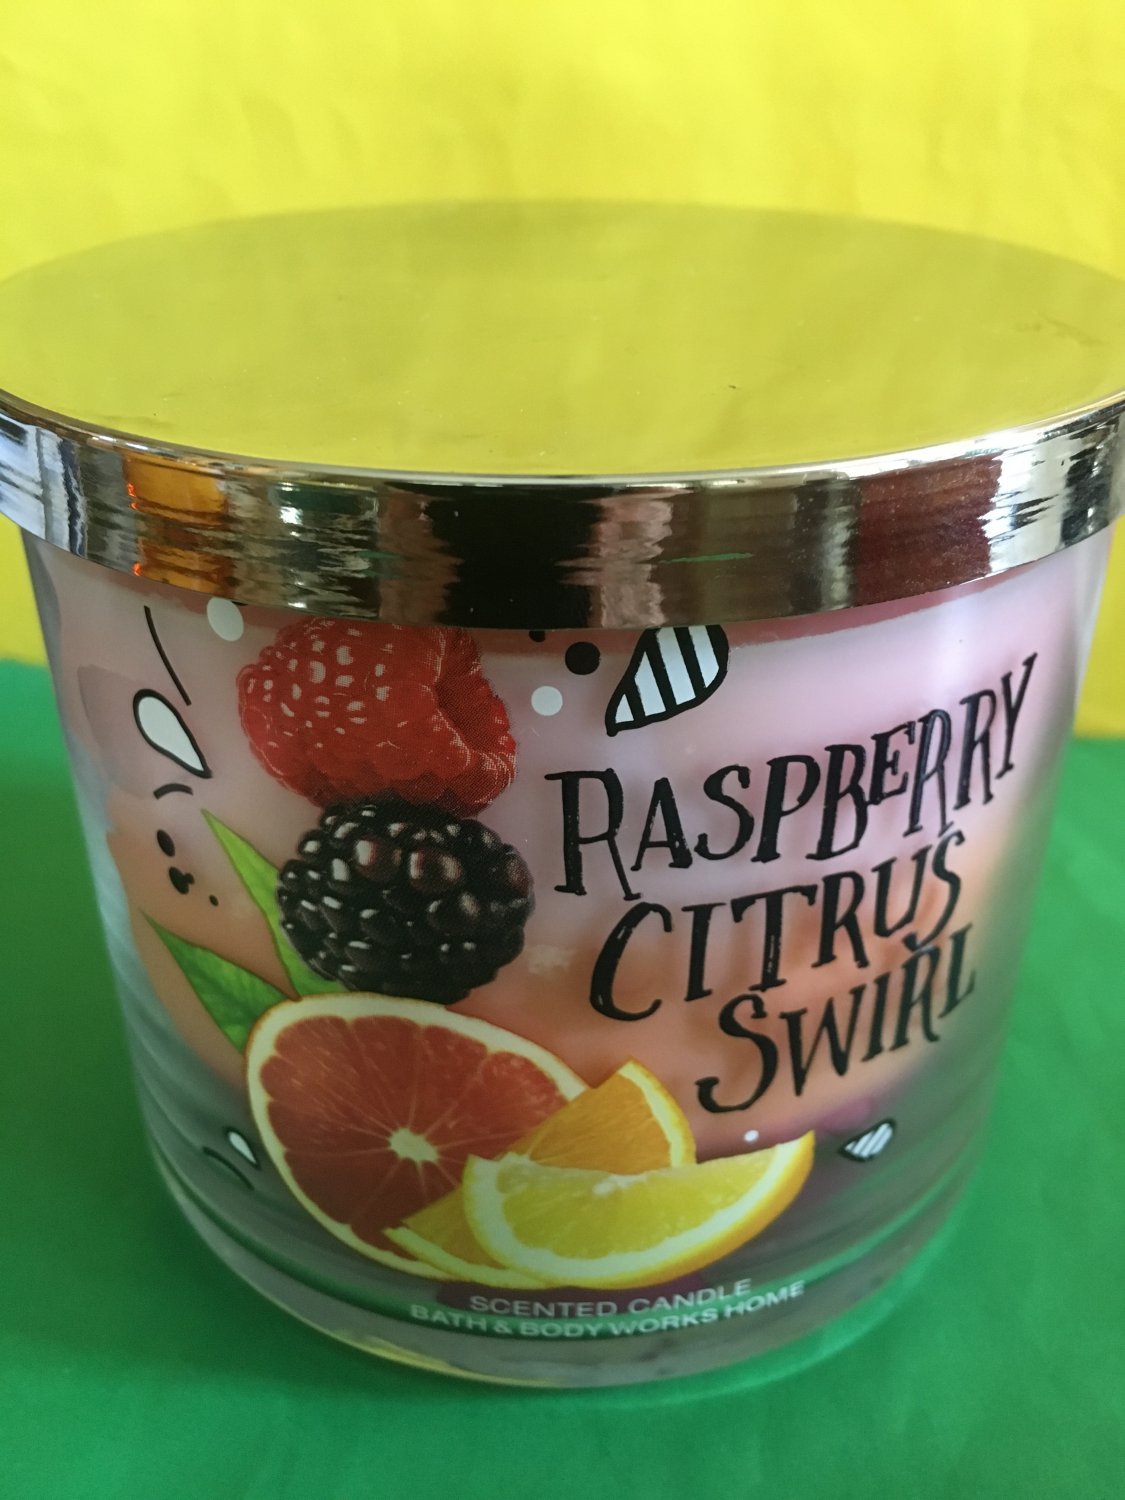 RASPBERRY
CITRUS
SWIRL
SCENTED CANDLE
BATH & BODY WORKS HOME